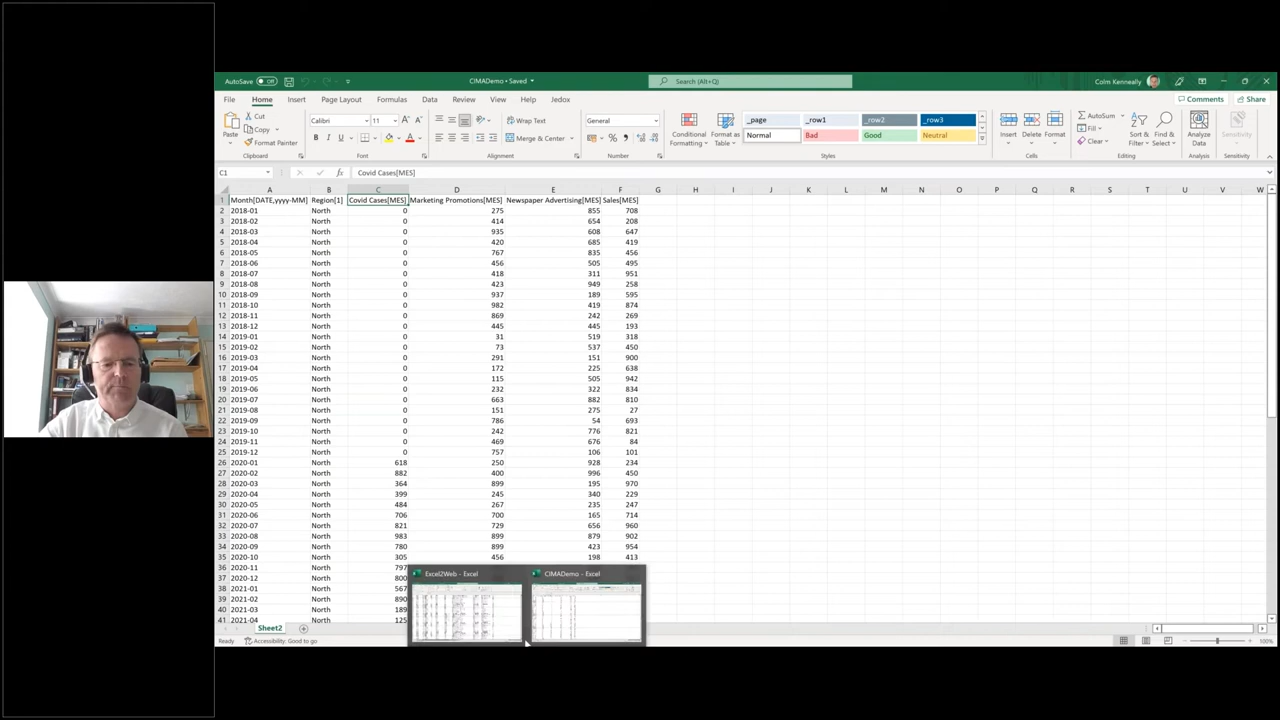 AutoSave Off CIMADemo • Saved Search (Alt+Q) Colm Kenneally
File Home Insert Page Layout Formulas Data Review View Help Jedox Comments Share
Paste Cut Copy Format Painter Calibri 11 Wrap Text Merge & Center General Conditional Formatting Format as Table _page _row1 _row2 _row3 Normal Bad Good Neutral Insert Delete Format AutoSum Fill Clear Sort & Filter Find & Select Analyze Data Sensitivity
Clipboard Font Alignment Number Styles Cells Editing Analysis Sensitivity
C1 fx Covid Cases[MES]
A B C D E F G H I J K L M N O P Q R S T U V W
1 Month[DATE,yyyy-MM] Region[1] Covid Cases[MES] Marketing Promotions[MES] Newspaper Advertising[MES] Sales[MES]
2 2018-01 North 0 275 855 708
3 2018-02 North 0 414 654 208
4 2018-03 North 0 935 608 647
5 2018-04 North 0 420 685 419
6 2018-05 North 0 767 835 456
7 2018-06 North 0 456 505 495
8 2018-07 North 0 418 311 951
9 2018-08 North 0 423 949 258
10 2018-09 North 0 937 189 595
11 2018-10 North 0 982 419 874
12 2018-11 North 0 869 242 269
13 2018-12 North 0 445 445 193
14 2019-01 North 0 31 519 318
15 2019-02 North 0 73 537 450
16 2019-03 North 0 291 151 900
17 2019-04 North 0 172 225 638
18 2019-05 North 0 115 505 942
19 2019-06 North 0 232 322 834
20 2019-07 North 0 663 882 810
21 2019-08 North 0 151 275 27
22 2019-09 North 0 786 54 693
23 2019-10 North 0 242 776 821
24 2019-11 North 0 469 676 84
25 2019-12 North 0 757 106 101
26 2020-01 North 618 250 928 234
27 2020-02 North 882 400 996 450
28 2020-03 North 364 899 195 970
29 2020-04 North 399 245 340 229
30 2020-05 North 484 267 235 247
31 2020-06 North 706 700 165 714
32 2020-07 North 821 729 656 960
33 2020-08 North 983 899 879 902
34 2020-09 North 780 899 423 954
35 2020-10 North 305 456 198 413
36 2020-11 North 797
37 2020-12 North 800
38 2021-01 North 567
39 2021-02 North 890
40 2021-03 North 189
41 2021-04 North 125
Excel2Web - Excel CIMADemo - Excel
Sheet2
Ready Accessibility: Good to go 100%